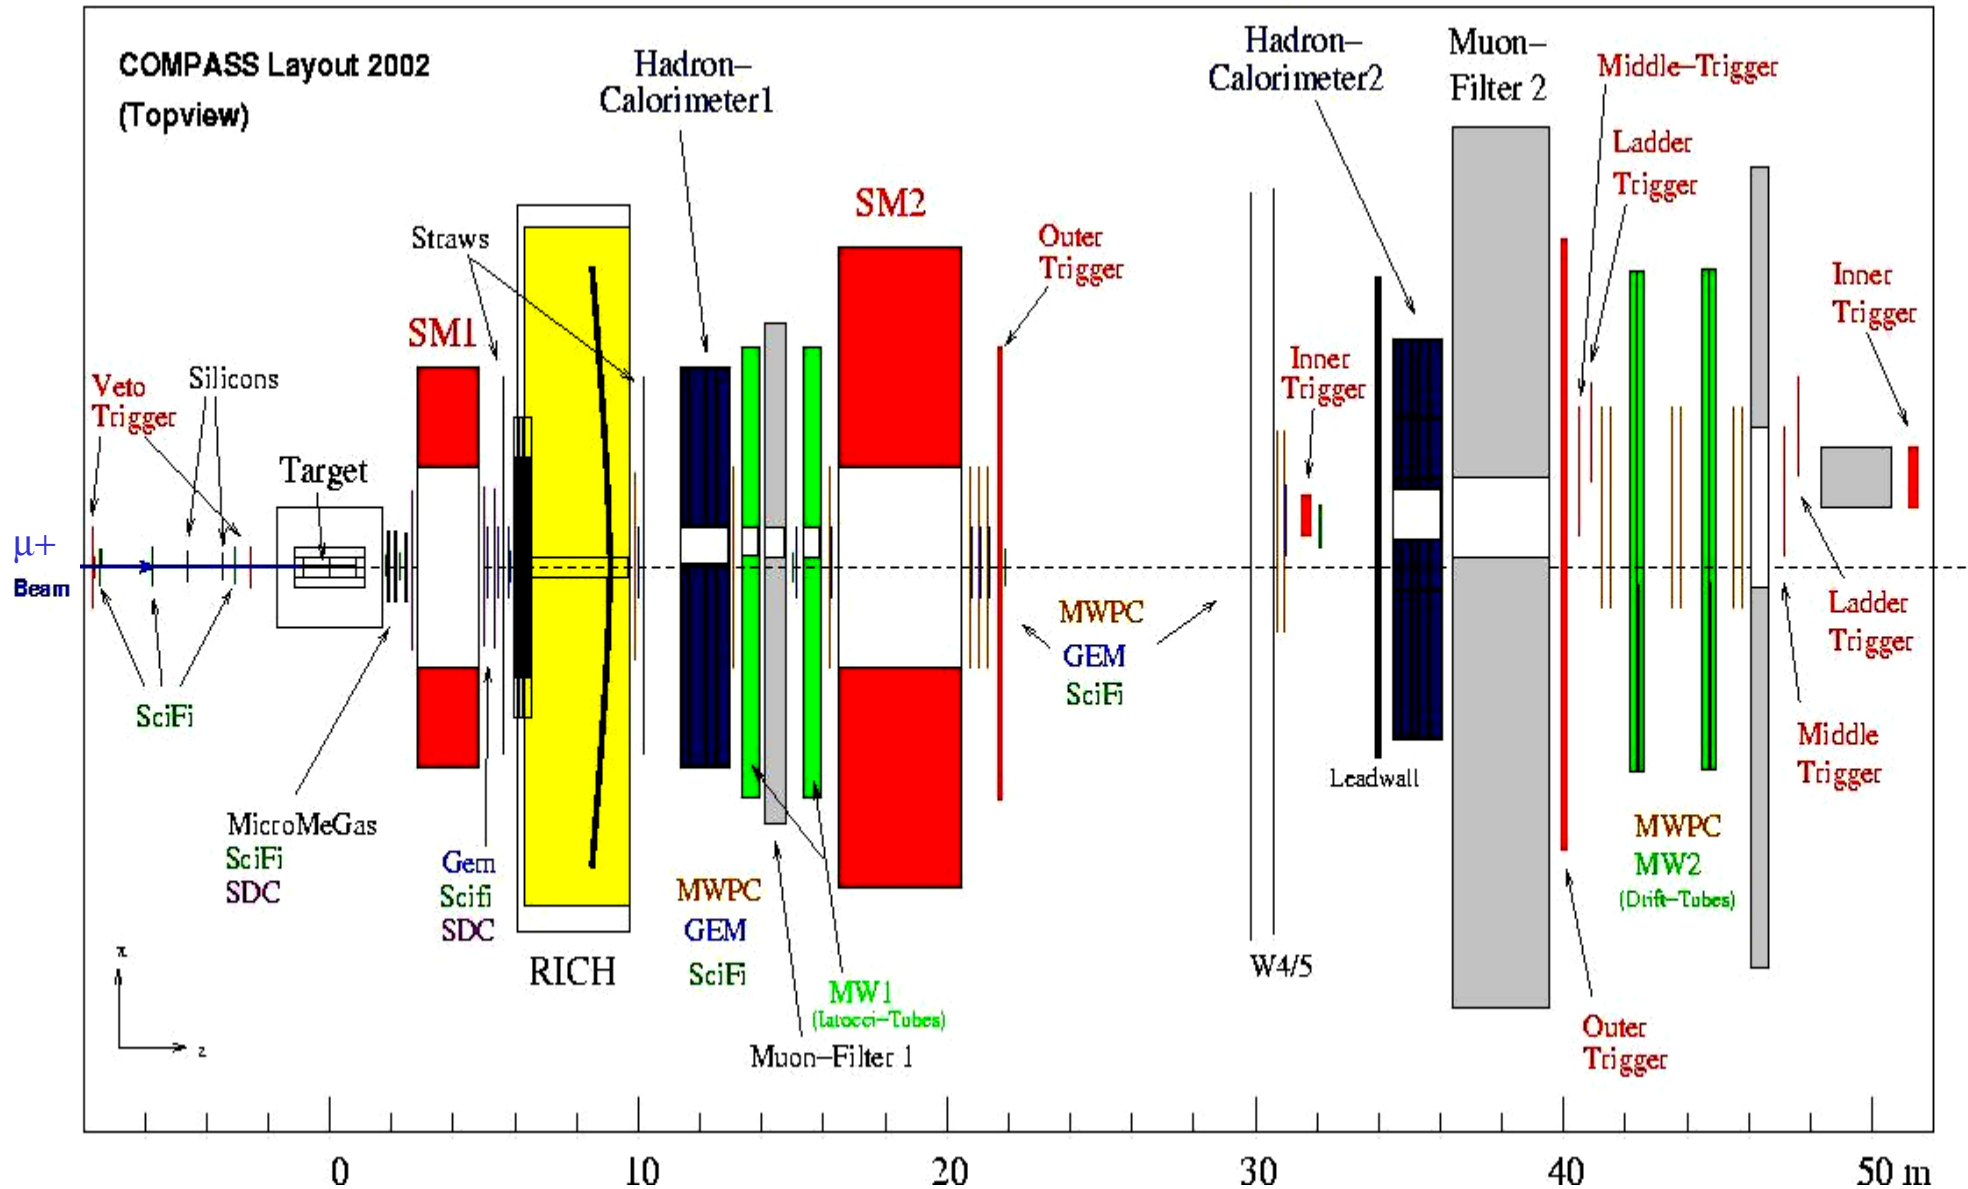 COMPASS Layout 2002
(Topview)
Hadron–
Calorimeter1
Hadron–
Calorimeter2
Muon–
Filter 2
Middle–Trigger
Ladder
Trigger
SM2
Straws
Outer
Trigger
Inner
Trigger
SM1
Veto
Trigger
Silicons
Inner
Trigger
Target
μ+
Beam
MWPC
GEM
SciFi
Ladder
Trigger
SciFi
Middle
Trigger
Leadwall
MicroMeGas
SciFi
SDC
Gem
Scifi
SDC
MWPC
GEM
SciFi
MWPC
MW2
(Drift–Tubes)
RICH
W4/5
MW1
(Iarocci–Tubes)
Muon–Filter 1
Outer
Trigger
x
z
0 10 20 30 40 50 m